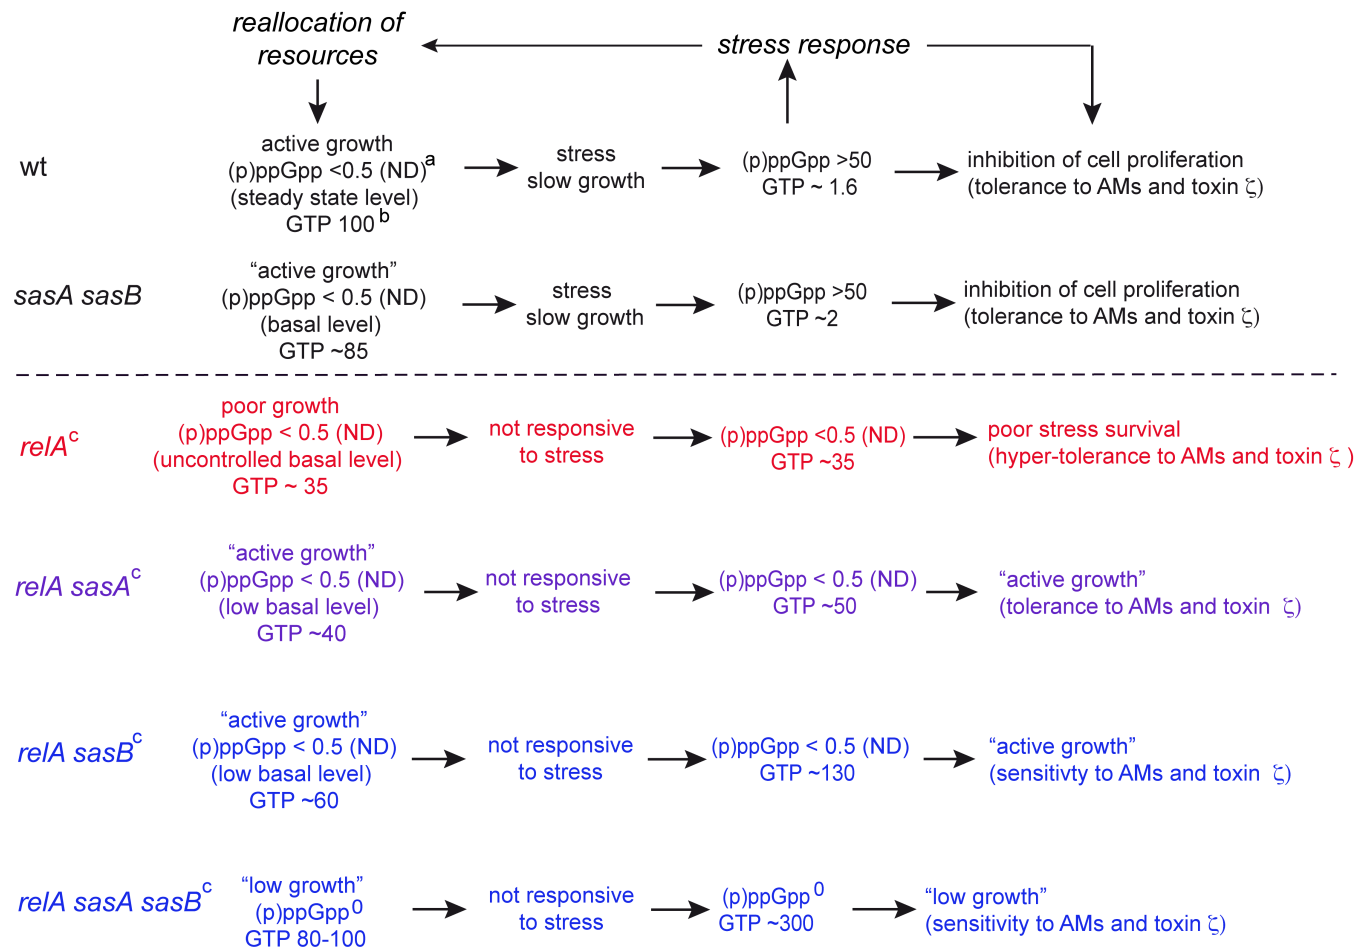 reallocation of
resources
stress response
wt
active growth
(p)ppGpp <0.5 (ND)a
(steady state level)
GTP 100 b
stress
slow growth
(p)ppGpp >50
GTP ~ 1.6
inhibition of cell proliferation
(tolerance to AMs and toxin ζ)
sasA sasB
“active growth”
(p)ppGpp < 0.5 (ND)
(basal level)
GTP ~85
stress
slow growth
(p)ppGpp >50
GTP ~2
inhibition of cell proliferation
(tolerance to AMs and toxin ζ)
relAc
poor growth
(p)ppGpp < 0.5 (ND)
(uncontrolled basal level)
GTP ~ 35
not responsive
to stress
(p)ppGpp <0.5 (ND)
GTP ~35
poor stress survival
(hyper-tolerance to AMs and toxin ζ )
relA sasAc
“active growth”
(p)ppGpp < 0.5 (ND)
(low basal level)
GTP ~40
not responsive
to stress
(p)ppGpp < 0.5 (ND)
GTP ~50
“active growth”
(tolerance to AMs and toxin ζ)
relA sasBc
“active growth”
(p)ppGpp < 0.5 (ND)
(low basal level)
GTP ~60
not responsive
to stress
(p)ppGpp < 0.5 (ND)
GTP ~130
“active growth”
(sensitivty to AMs and toxin ζ)
relA sasA sasBc
“low growth”
(p)ppGpp0
GTP 80-100
not responsive
to stress
(p)ppGpp0
GTP ~300
“low growth”
(sensitivity to AMs and toxin ζ)